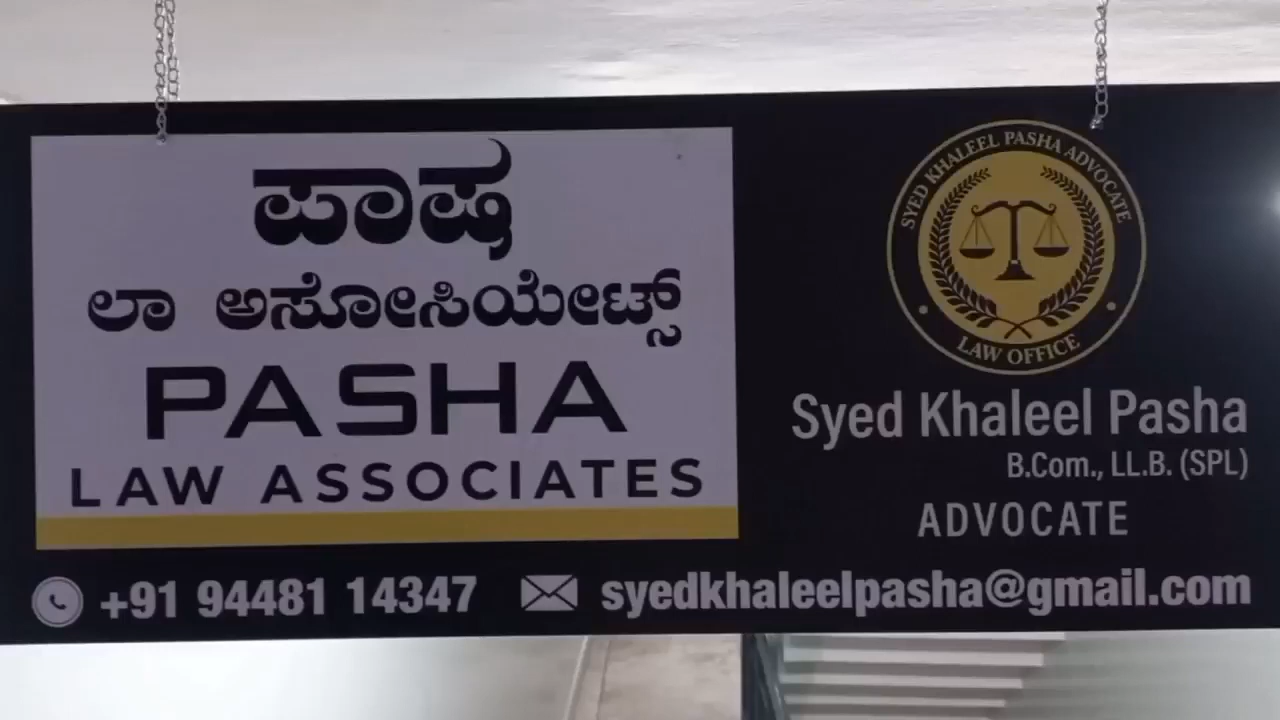 ಪಾಷ
ಲಾ ಅಸೋಸಿಯೇಟ್ಸ್
PASHA
LAW ASSOCIATES
SYED KHALEEL PASHA ADVOCATE
LAW OFFICE
Syed Khaleel Pasha
B.Com., LL.B. (SPL)
ADVOCATE
+91 94481 14347
syedkhaleelpasha@gmail.com